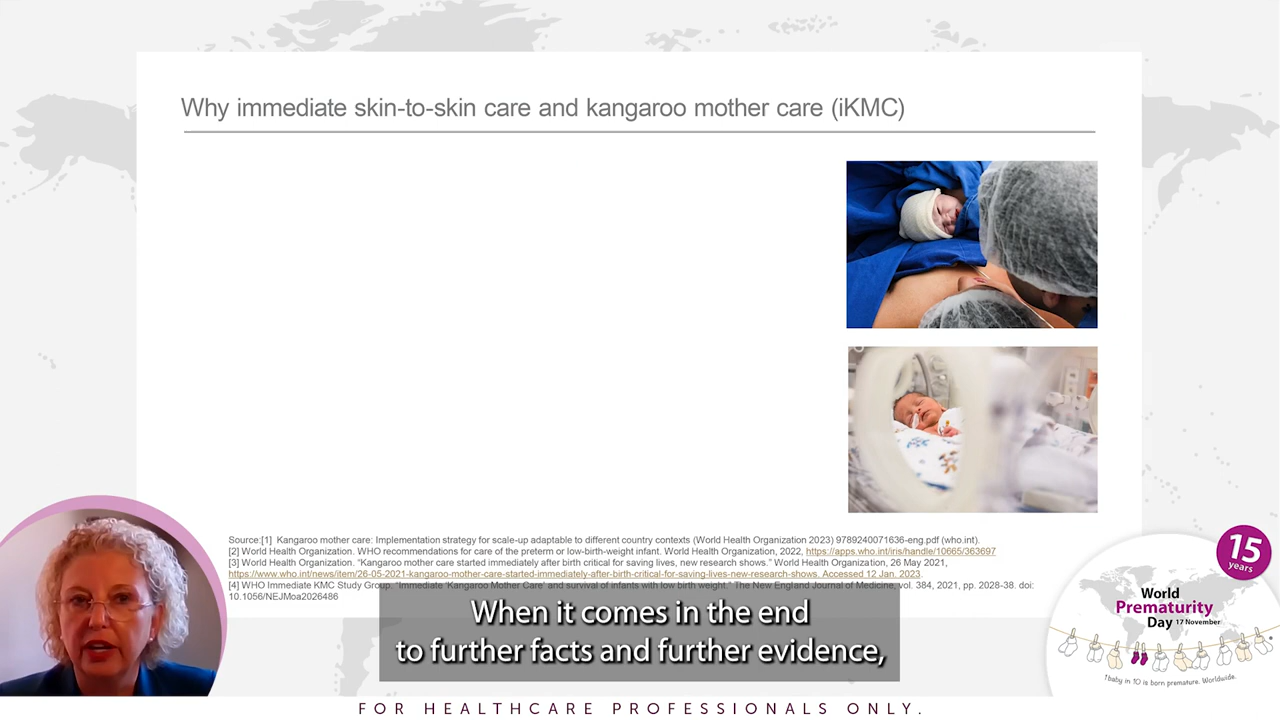 Why immediate skin-to-skin care and kangaroo mother care (iKMC)
Source:[1] Kangaroo mother care: Implementation strategy for scale-up adaptable to different country contexts (World Health Organization 2023) 9789240071636-eng.pdf (who.int).
[2] World Health Organization. WHO recommendations for care of the preterm or low-birth-weight infant. World Health Organization, 2022, https://apps.who.int/iris/handle/10665/363697
[3] World Health Organization. "Kangaroo mother care started immediately after birth critical for saving lives, new research shows." World Health Organization, 26 May 2021,
https://www.who.int/news/item/26-05-2021-kangaroo-mother-care-started-immediately-after-birth-critical-for-saving-lives-new-research-shows. Accessed 12 Jan. 2023.
[4] WHO Immediate KMC Study Group. "Immediate 'Kangaroo Mother Care' and survival of infants with low birth weight." The New England Journal of Medicine, vol. 384, 2021, pp. 2028-38. doi:
10.1056/NEJMoa2026486
When it comes in the end
to further facts and further evidence,
15
years
World
Prematurity
Day 17 November
1 baby in 10 is born premature. Worldwide.
FOR HEALTHCARE PROFESSIONALS ONLY.